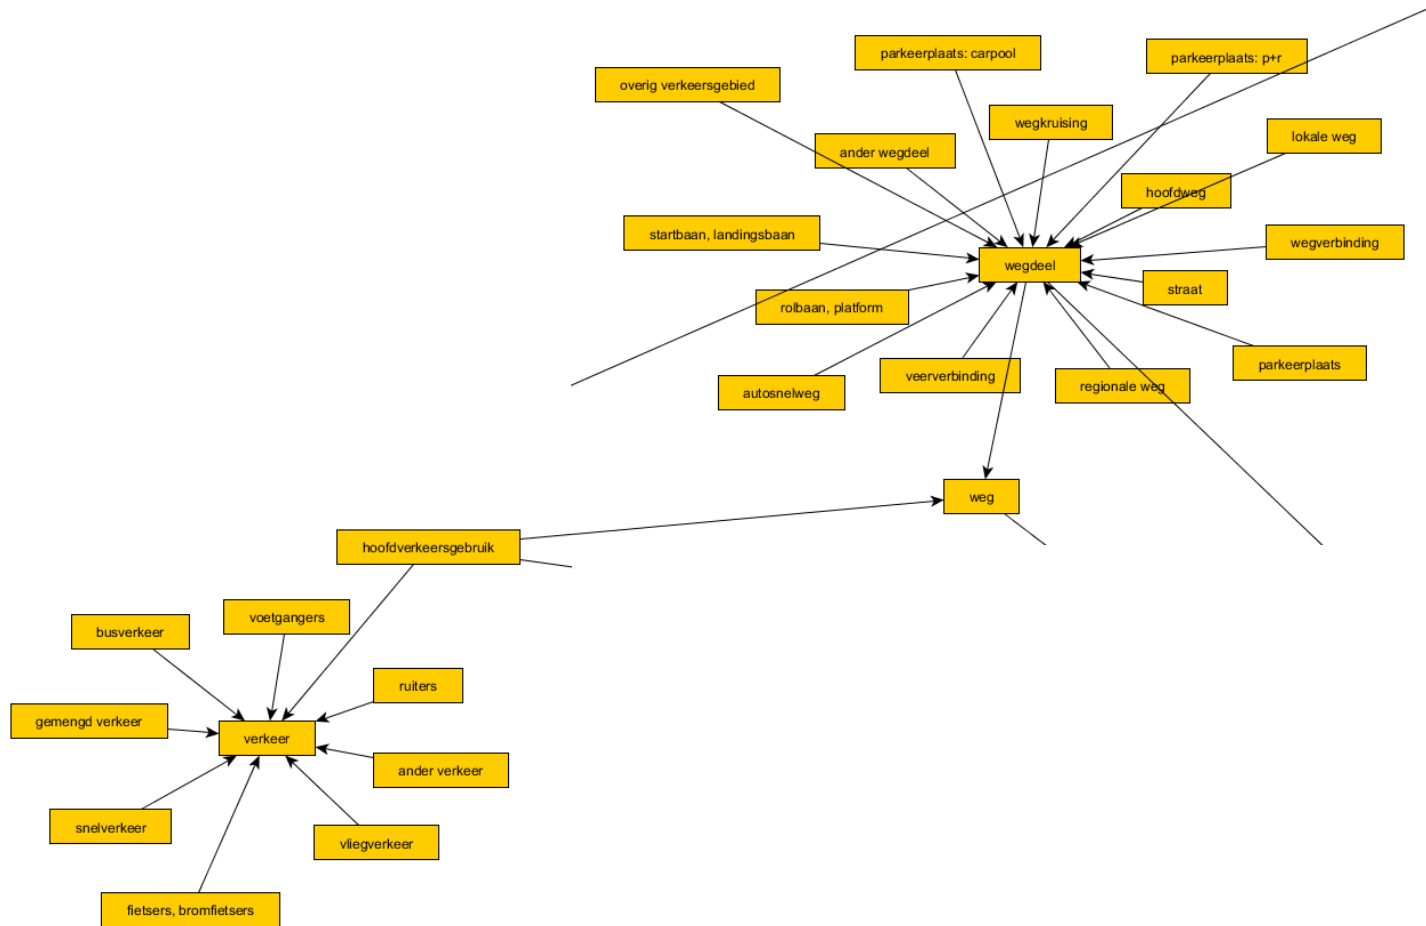 parkeerplaats: carpool
parkeerplaats: p+r
overig verkeersgebied
wegkruising
lokale weg
ander wegdeel
hoofdweg
startbaan, landingsbaan
wegverbinding
wegdeel
straat
rolbaan, platform
parkeerplaats
veerverbinding
regionale weg
autosnelweg
weg
hoofdverkeersgebruik
voetgangers
busverkeer
ruiters
gemengd verkeer
verkeer
ander verkeer
snelverkeer
vliegverkeer
fietsers, bromfietsers